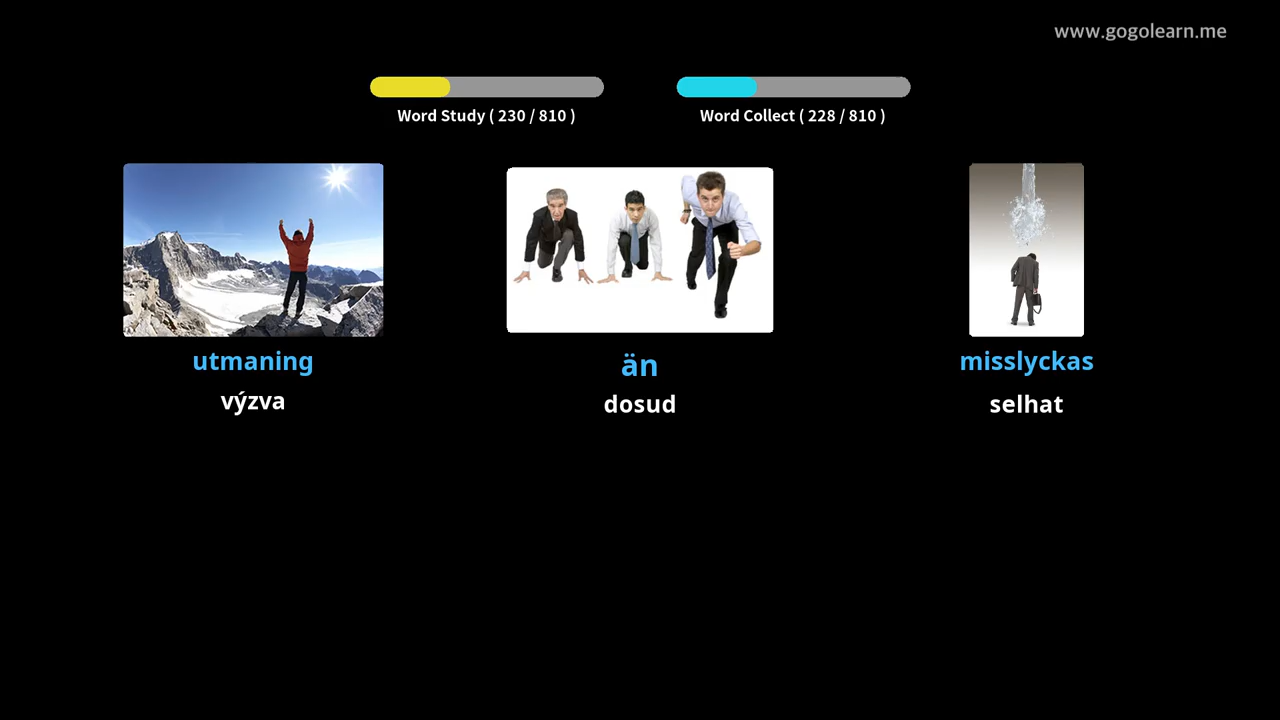 www.gogolearn.me
Word Study ( 230 / 810 )
Word Collect ( 228 / 810 )
utmaning
výzva
än
dosud
misslyckas
selhat